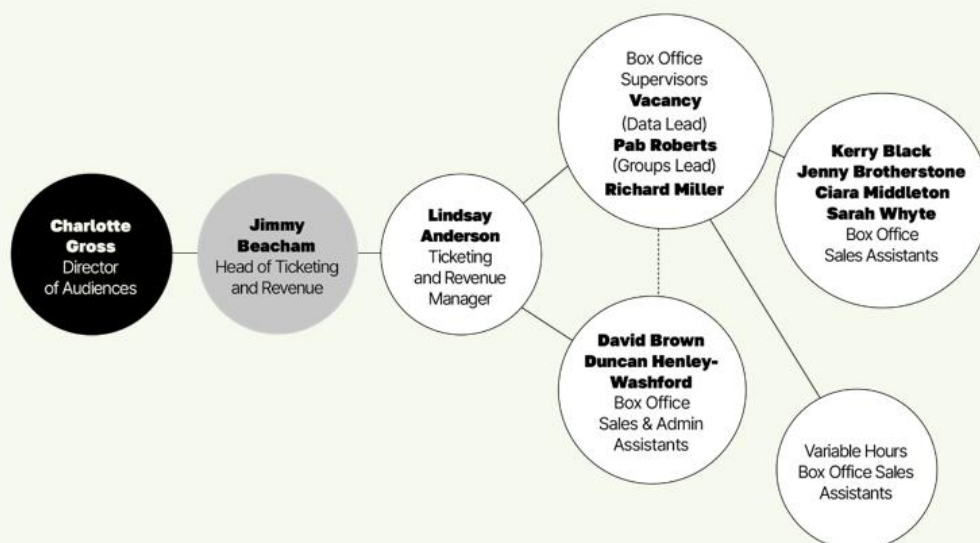 Charlotte
Gross
Director
of Audiences
Jimmy
Beacham
Head of Ticketing
and Revenue
Lindsay
Anderson
Ticketing
and Revenue
Manager
Box Office
Supervisors
Vacancy
(Data Lead)
Pab Roberts
(Groups Lead)
Richard Miller
David Brown
Duncan Henley-
Washford
Box Office
Sales & Admin
Assistants
Kerry Black
Jenny Brotherstone
Ciara Middleton
Sarah Whyte
Box Office
Sales Assistants
Variable Hours
Box Office Sales
Assistants